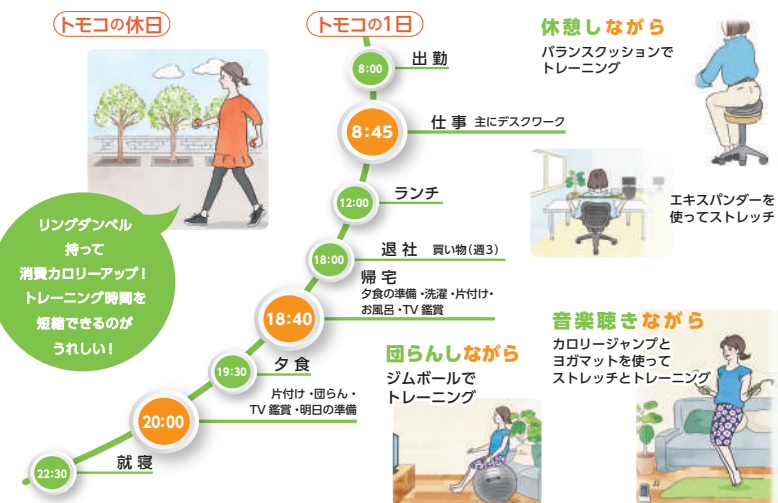 トモコの休日
リングダンベル
持って
消費カロリーアップ!
トレーニング時間を
短縮できるのが
うれしい!
トモコの1日
8:00
出勤
8:45
仕事 主にデスクワーク
12:00
ランチ
18:00
退社 買い物(週3)
18:40
帰宅
夕食の準備・洗濯・片付け・
お風呂・TV 鑑賞
19:30
夕食
20:00
片付け・団らん・
TV 鑑賞・明日の準備
22:30
就寝
休憩しながら
バランスクッションで
トレーニング
エキスパンダーを
使ってストレッチ
団らんしながら
ジムボールで
トレーニング
音楽聴きながら
カロリージャンプと
ヨガマットを使って
ストレッチとトレーニング